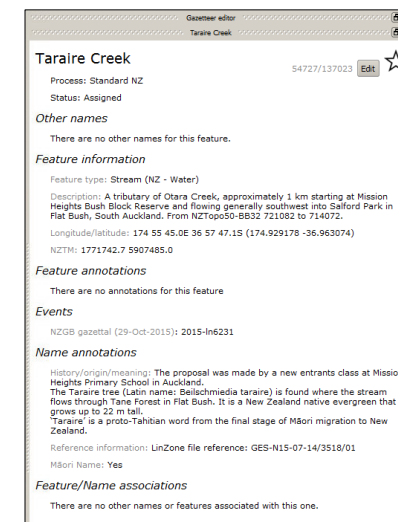 Gazetteer editor
Taraire Creek
Taraire Creek
54727/137023 Edit
Process: Standard NZ
Status: Assigned
Other names
There are no other names for this feature.
Feature information
Feature type: Stream (NZ - Water)
Description: A tributary of Otara Creek, approximately 1 km starting at Mission
Heights Bush Block Reserve and flowing generally southwest into Salford Park in
Flat Bush, South Auckland. From NZTopo50-BB32 721082 to 714072.
Longitude/latitude: 174 55 45.0E 36 57 47.1S (174.929178 -36.963074)
NZTM: 1771742.7 5907485.0
Feature annotations
There are no annotations for this feature
Events
NZGB gazettal (29-Oct-2015): 2015-ln6231
Name annotations
History/origin/meaning: The proposal was made by a new entrants class at Missio
Heights Primary School in Auckland.
The Taraire tree (Latin name: Beilschmiedia taraire) is found where the stream
flows through Tane Forest in Flat Bush. It is a New Zealand native evergreen that
grows up to 22 m tall.
'Taraire' is a proto-Tahitian word from the final stage of Māori migration to New
Zealand.
Reference information: LinZone file reference: GES-N15-07-14/3518/01
Māori Name: Yes
Feature/Name associations
There are no other names or features associated with this one.